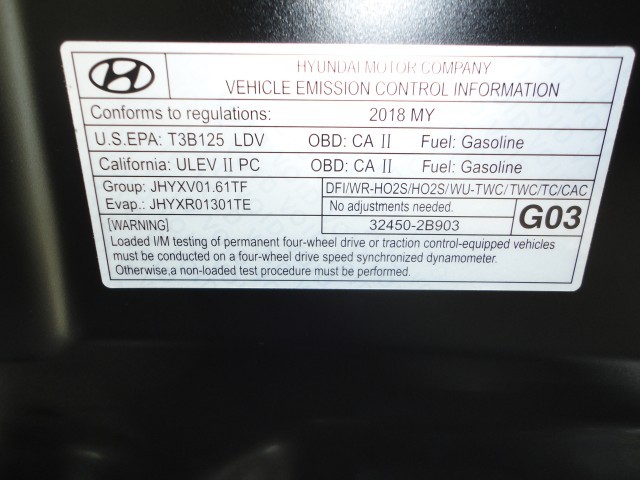 HYUNDAI MOTOR COMPANY
VEHICLE EMISSION CONTROL INFORMATION
Conforms to regulations: 2018 MY
U.S.EPA: T3B125 LDV OBD: CA II Fuel: Gasoline
California: ULEV II PC OBD: CA II Fuel: Gasoline
Group: JHYXV01.61TF DFI/WR-HO2S/HO2S/WU-TWC/TWC/TC/CAC
Evap.: JHYXR01301TE No adjustments needed. G03
[WARNING] 32450-2B903
Loaded I/M testing of permanent four-wheel drive or traction control-equipped vehicles
must be conducted on a four-wheel drive speed synchronized dynamometer.
Otherwise,a non-loaded test procedure must be performed.